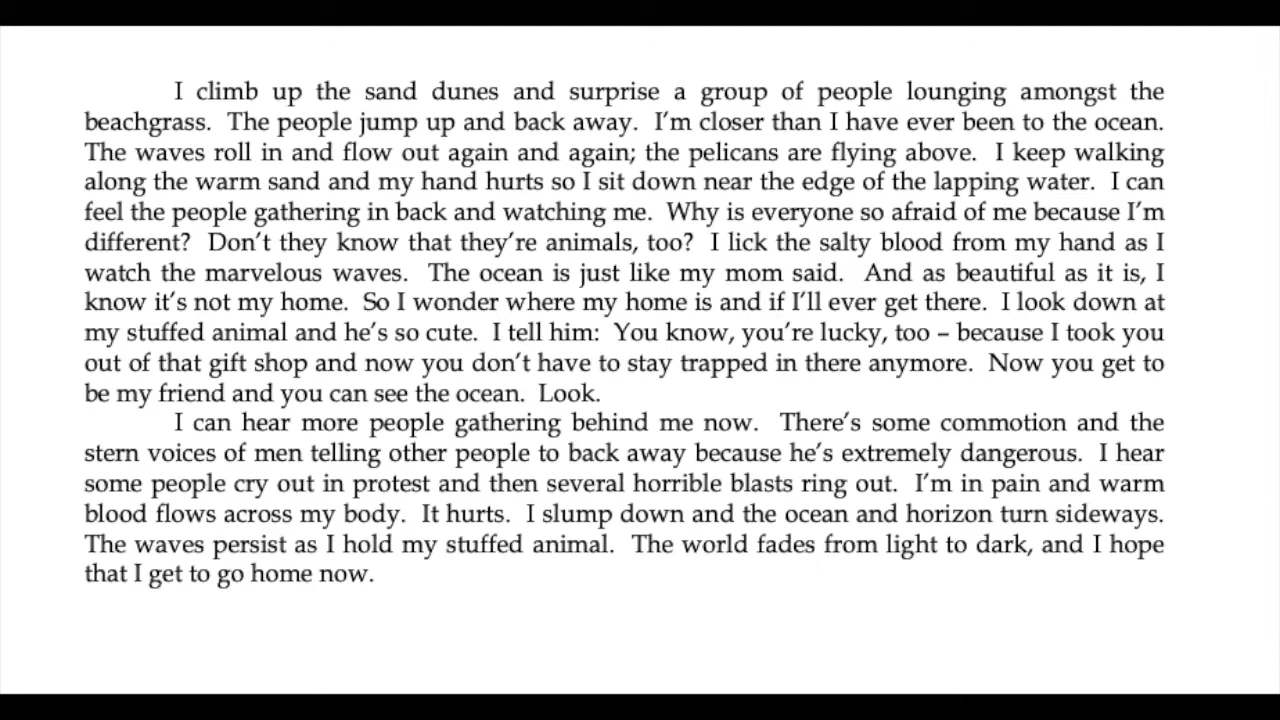 I climb up the sand dunes and surprise a group of people lounging amongst the
beachgrass.  The people jump up and back away.  I’m closer than I have ever been to the ocean.
The waves roll in and flow out again and again; the pelicans are flying above.  I keep walking
along the warm sand and my hand hurts so I sit down near the edge of the lapping water.  I can
feel the people gathering in back and watching me.  Why is everyone so afraid of me because I’m
different?  Don’t they know that they’re animals, too?  I lick the salty blood from my hand as I
watch the marvelous waves.  The ocean is just like my mom said.  And as beautiful as it is, I
know it’s not my home.  So I wonder where my home is and if I’ll ever get there.  I look down at
my stuffed animal and he’s so cute.  I tell him:  You know, you’re lucky, too – because I took you
out of that gift shop and now you don’t have to stay trapped in there anymore.  Now you get to
be my friend and you can see the ocean.  Look.
I can hear more people gathering behind me now.  There’s some commotion and the
stern voices of men telling other people to back away because he’s extremely dangerous.  I hear
some people cry out in protest and then several horrible blasts ring out.  I’m in pain and warm
blood flows across my body.  It hurts.  I slump down and the ocean and horizon turn sideways.
The waves persist as I hold my stuffed animal.  The world fades from light to dark, and I hope
that I get to go home now.